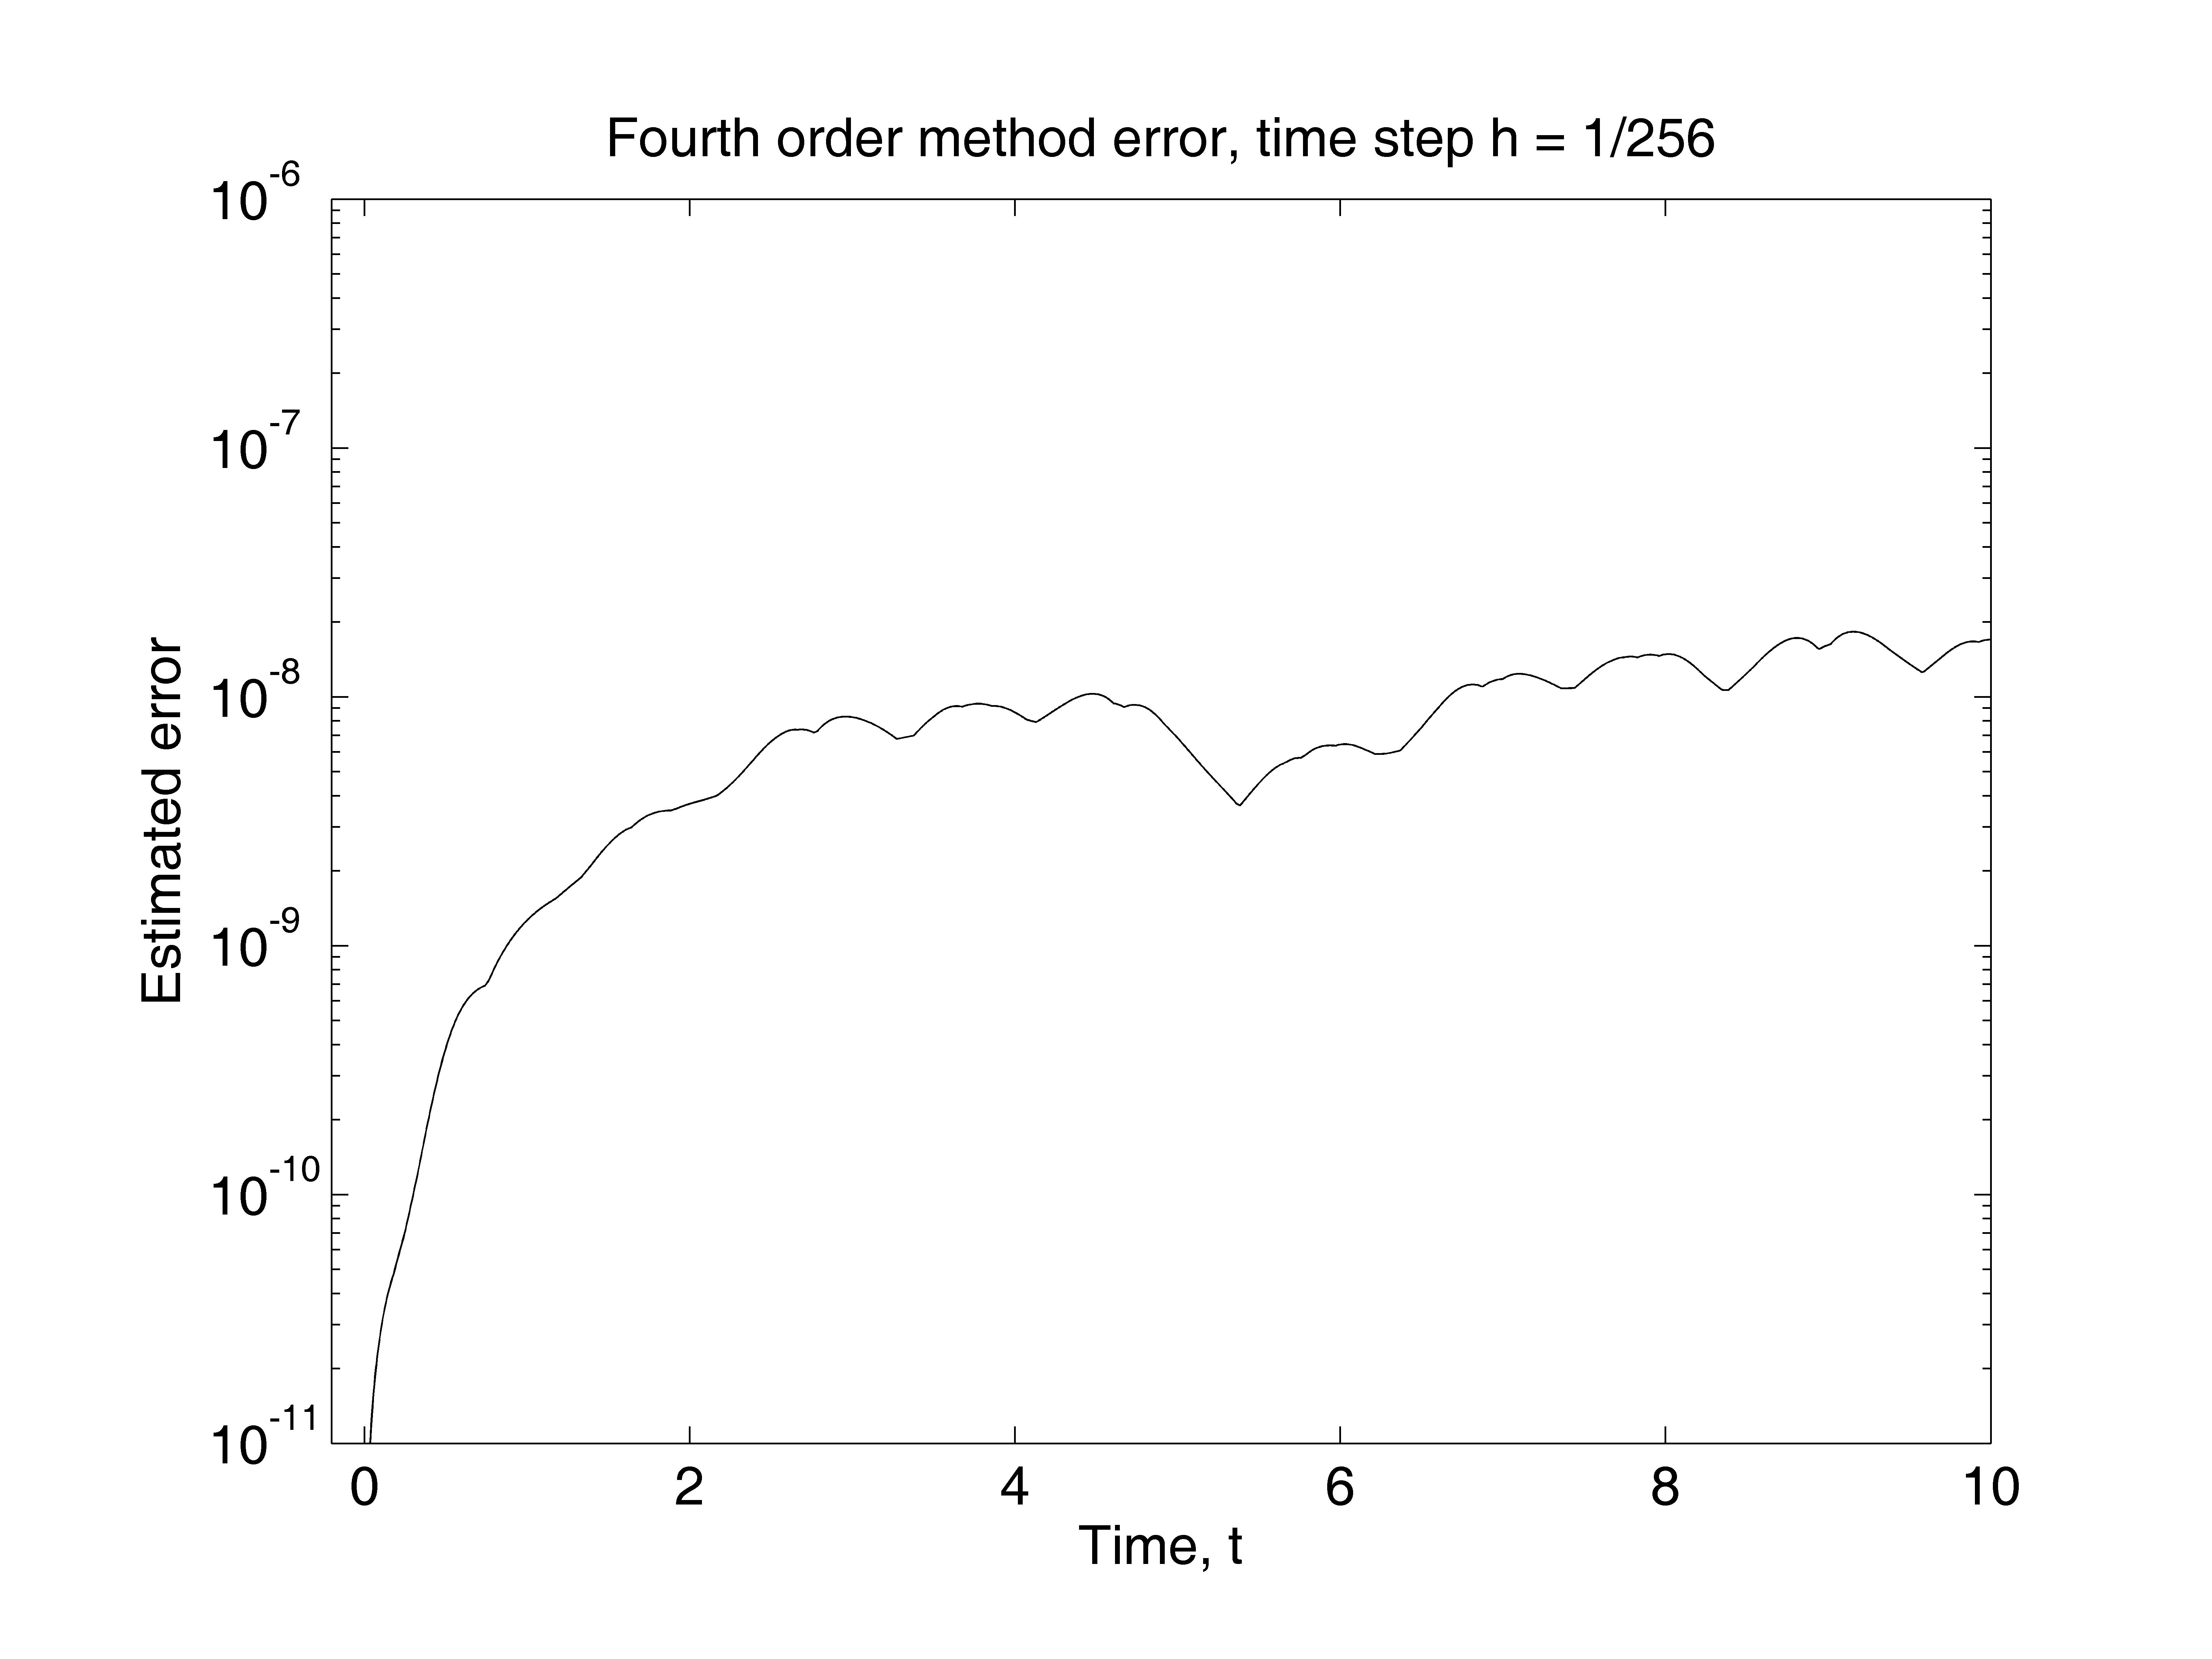 Fourth order method error, time step h = 1/256
10^-6
10^-7
10^-8
10^-9
10^-10
10^-11
Estimated error
0 2 4 6 8 10
Time, t